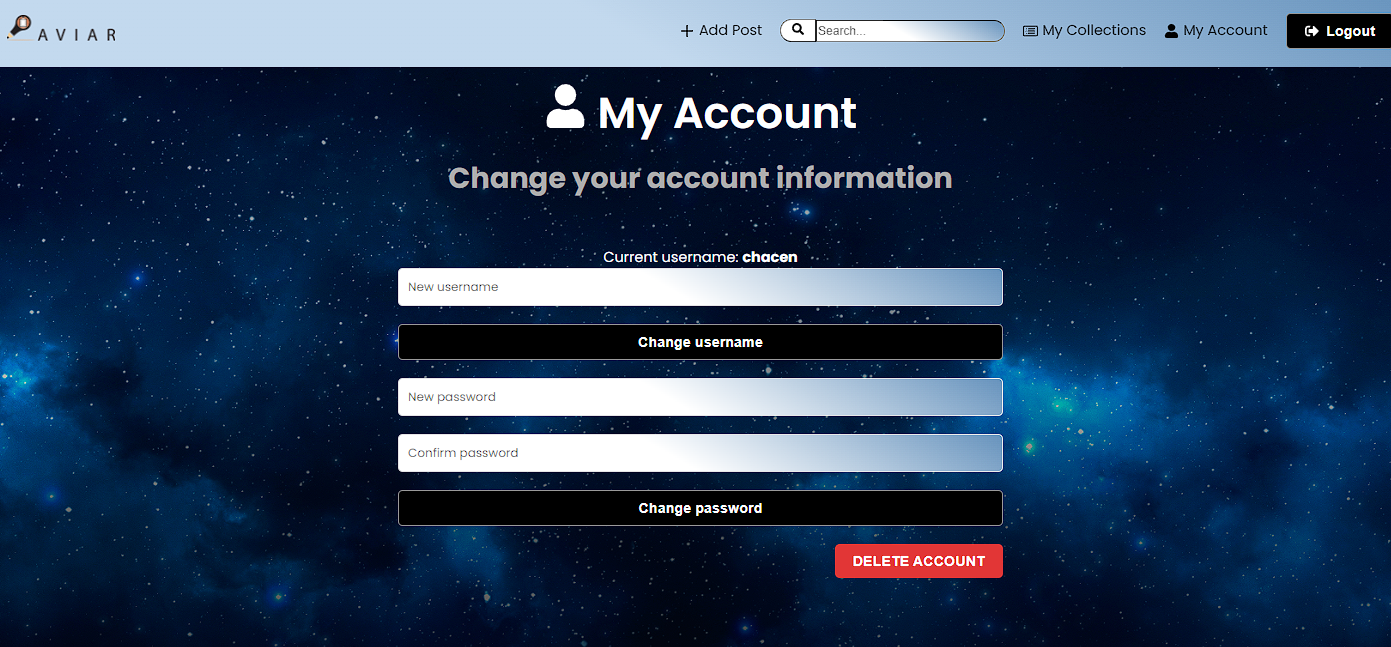 AVIAR
Add Post
Search...
My Collections
My Account
Logout
My Account
Change your account information
Current username: chacen
New username
Change username
New password
Confirm password
Change password
DELETE ACCOUNT